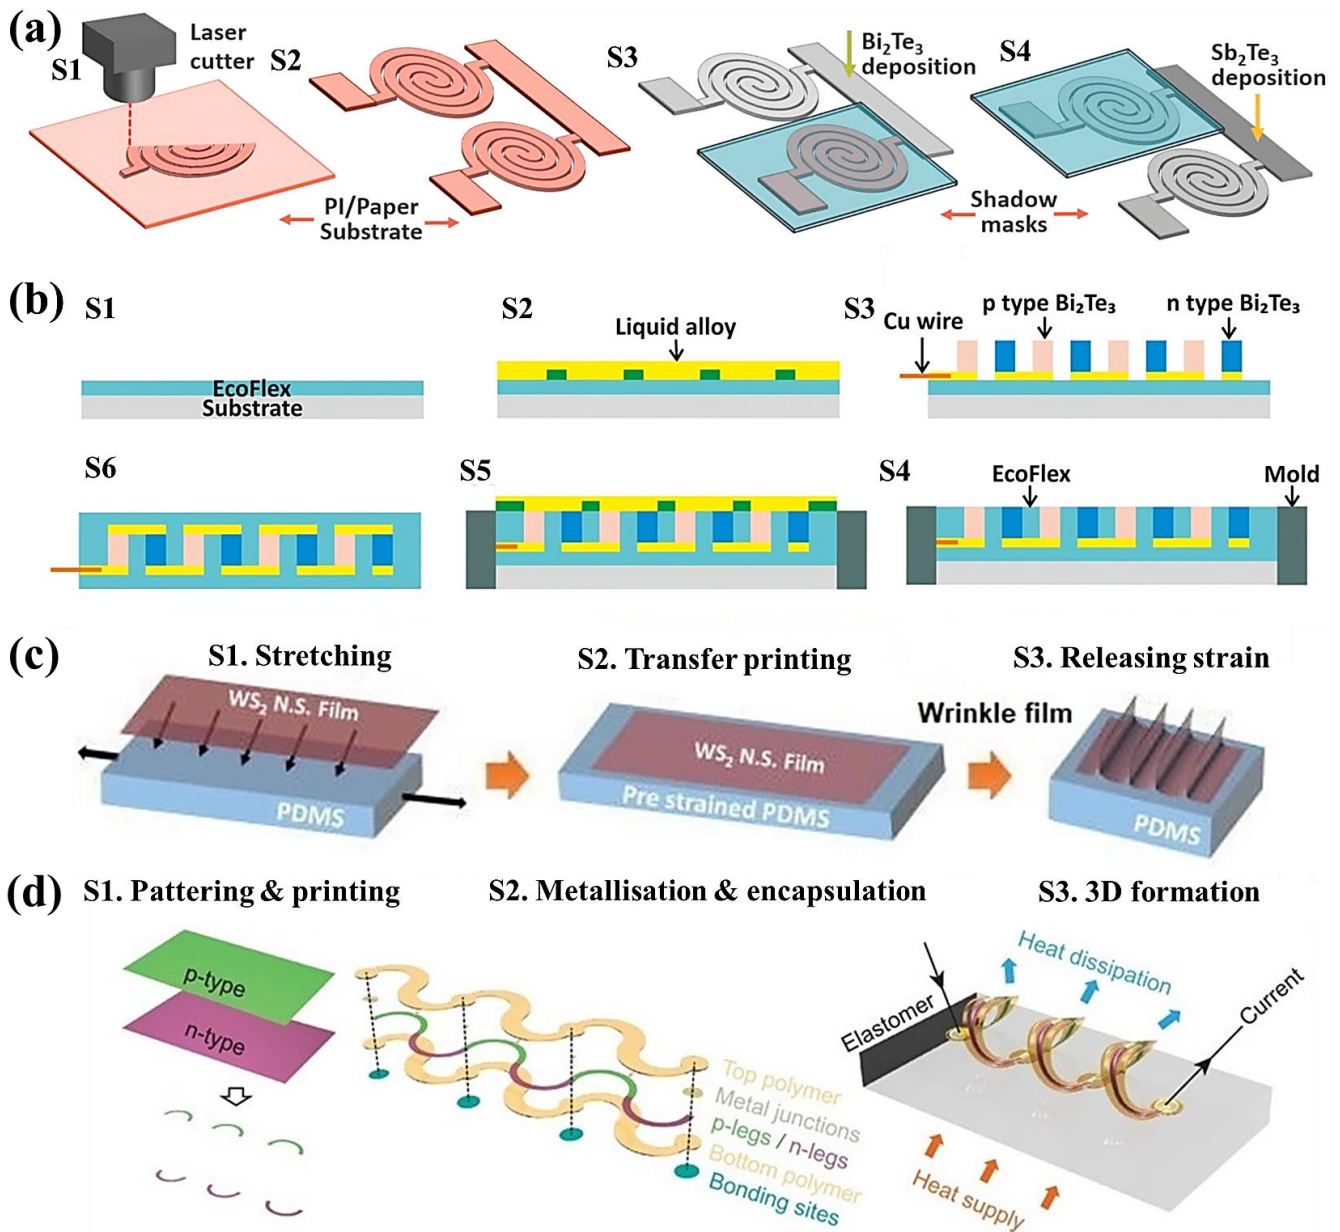 (a)
S1
Laser
cutter
S2
PI/Paper
Substrate
S3
Bi₂Te₃
deposition
Shadow
masks
S4
Sb₂Te₃
deposition
(b)
S1
EcoFlex
Substrate
S2
Liquid alloy
S3
Cu wire
p type Bi₂Te₃
n type Bi₂Te₃
S6
S5
S4
EcoFlex
Mold
(c)
S1. Stretching
WS₂ N.S. Film
PDMS
S2. Transfer printing
WS₂ N.S. Film
Pre strained PDMS
S3. Releasing strain
Wrinkle film
PDMS
(d)
S1. Pattering & printing
p-type
n-type
S2. Metallisation & encapsulation
Top polymer
Metal junctions
p-legs / n-legs
Bottom polymer
Bonding sites
S3. 3D formation
Heat dissipation
Elastomer
Current
Heat supply